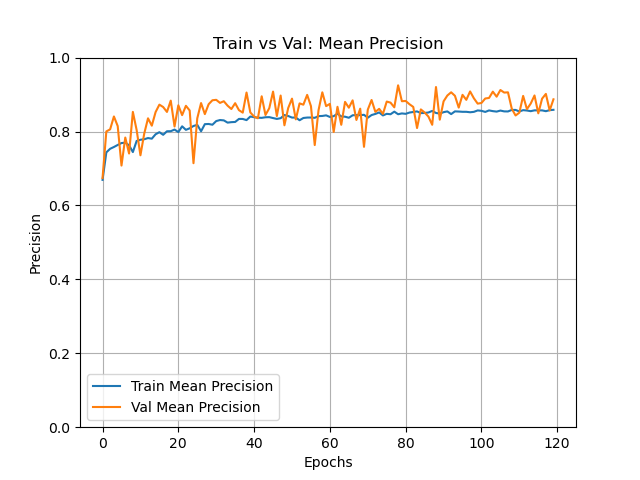 Train vs Val: Mean Precision
1.0
0.8
0.6
0.4
0.2
0.0
Precision
Train Mean Precision
Val Mean Precision
0 20 40 60 80 100 120
Epochs